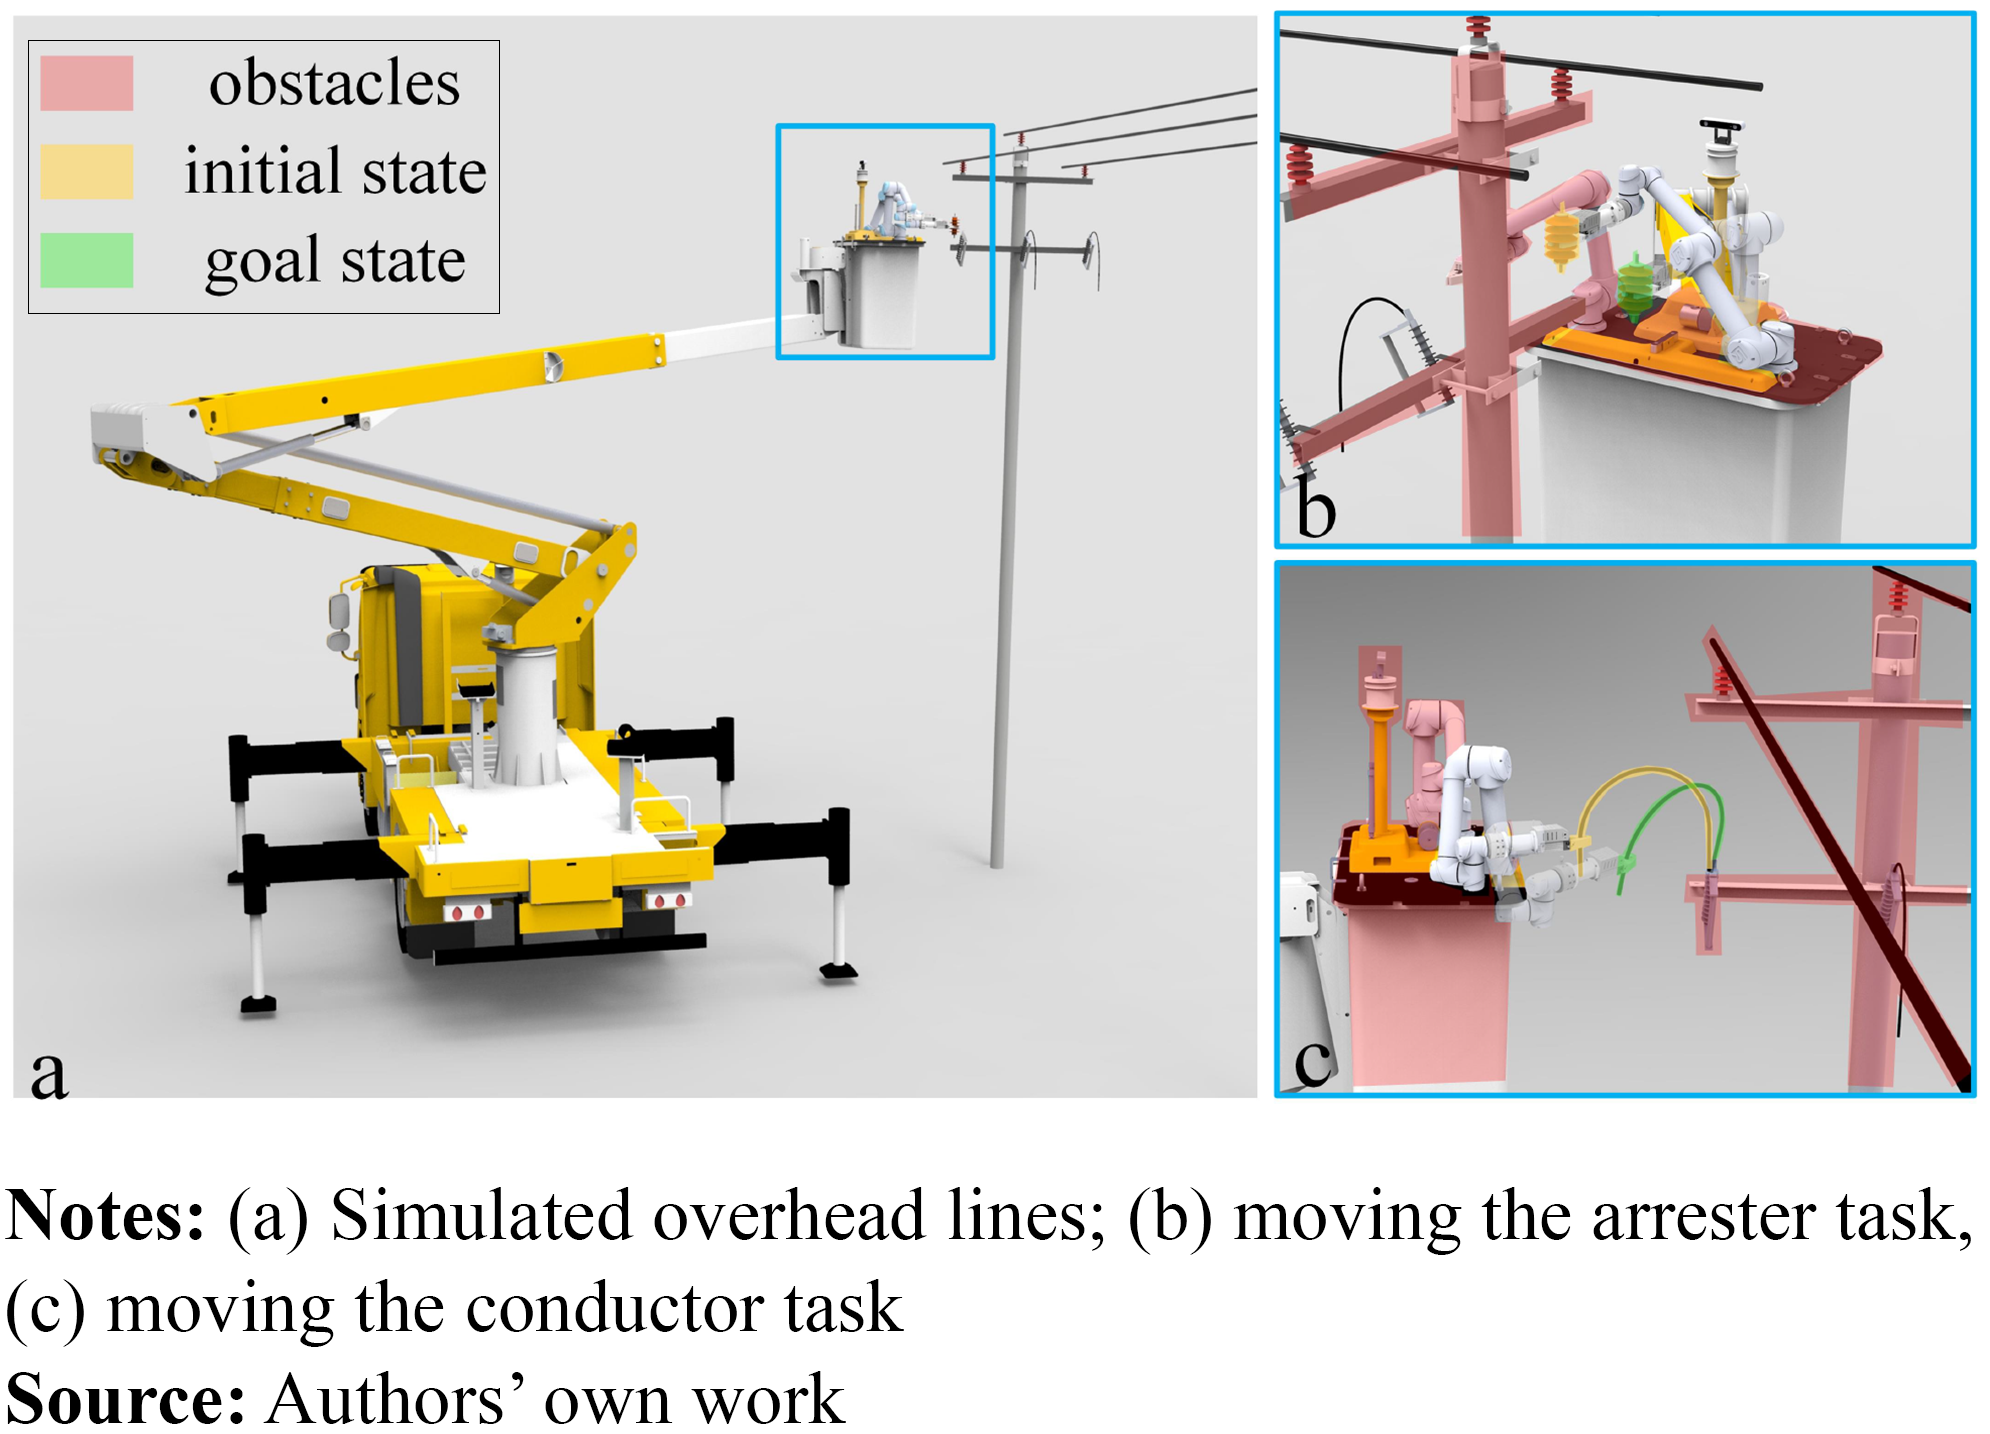 obstacles
initial state
goal state
a
b
c
Notes: (a) Simulated overhead lines; (b) moving the arrester task,
(c) moving the conductor task
Source: Authors’ own work